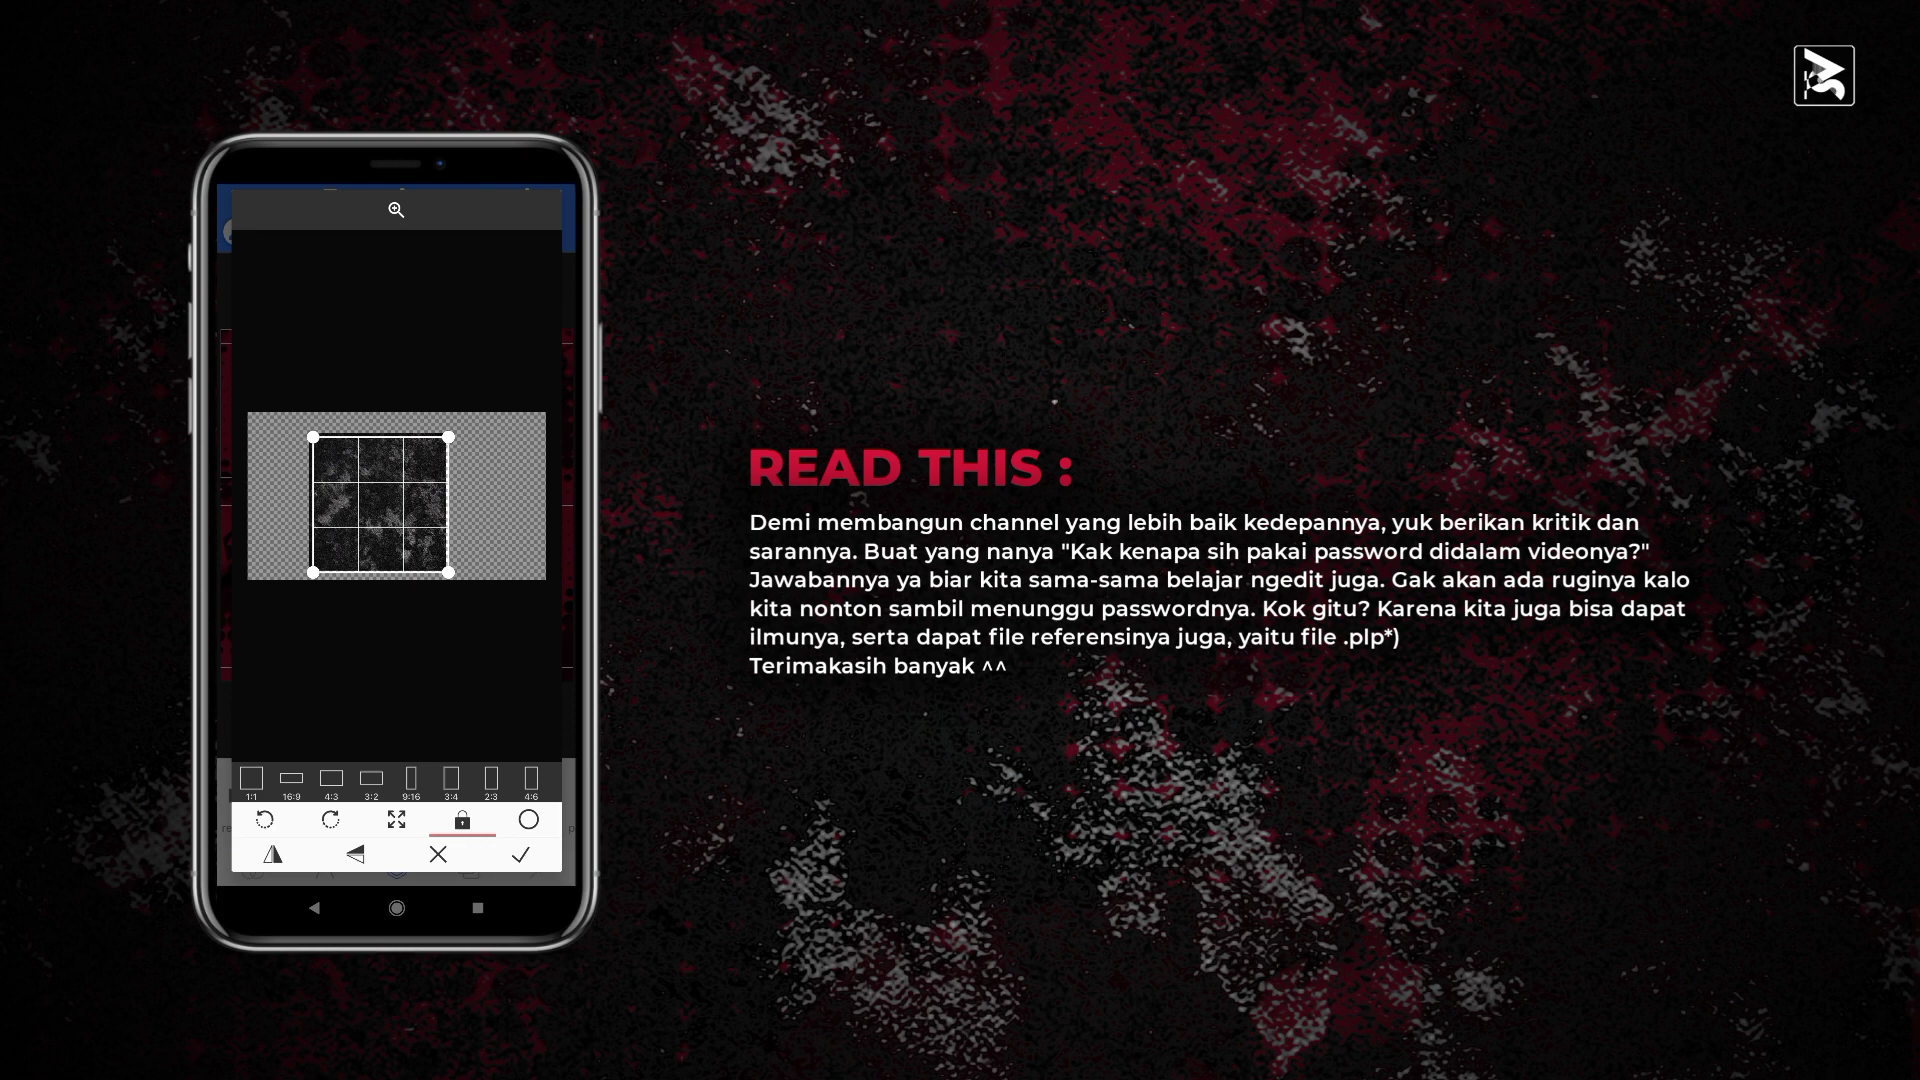 READ THIS :
Demi membangun channel yang lebih baik kedepannya, yuk berikan kritik dan
sarannya. Buat yang nanya "Kak kenapa sih pakai password didalam videonya?"
Jawabannya ya biar kita sama-sama belajar ngedit juga. Gak akan ada ruginya kalo
kita nonton sambil menunggu passwordnya. Kok gitu? Karena kita juga bisa dapat
ilmunya, serta dapat file referensinya juga, yaitu file .plp*)
Terimakasih banyak ^^
1:1 16:9 4:3 3:2 9:16 3:4 2:3 4:6